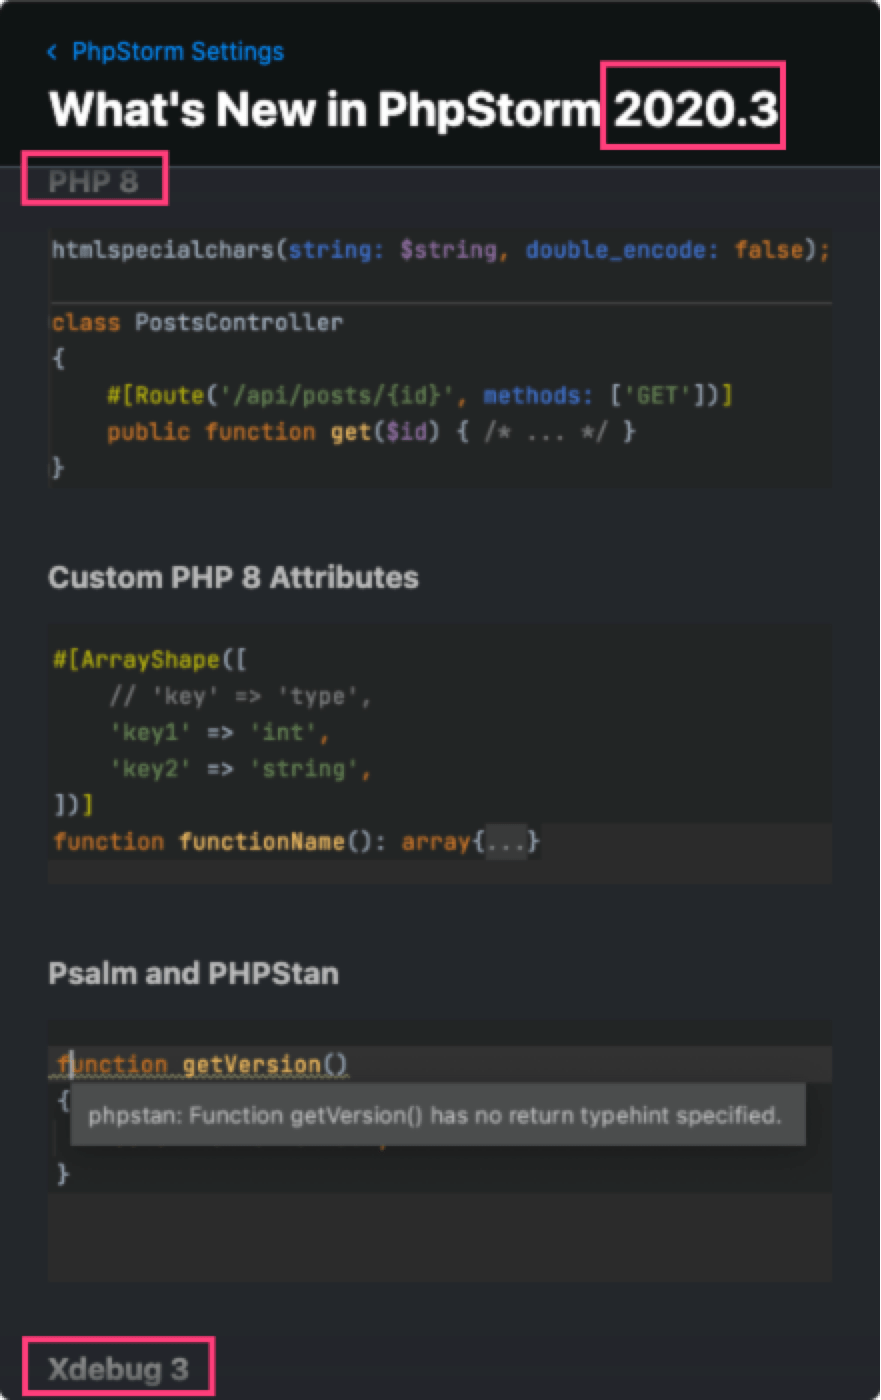 ‹ PhpStorm Settings
What's New in PhpStorm 2020.3
PHP 8
htmlspecialchars(string: $string, double_encode: false);
class PostsController
{
#[Route('/api/posts/{id}', methods: ['GET'])]
public function get($id) { /* ... */ }
}
Custom PHP 8 Attributes
#[ArrayShape([
// 'key' => 'type',
'key1' => 'int',
'key2' => 'string',
])]
function functionName(): array{...}
Psalm and PHPStan
function getVersion()
{
phpstan: Function getVersion() has no return typehint specified.
}
Xdebug 3